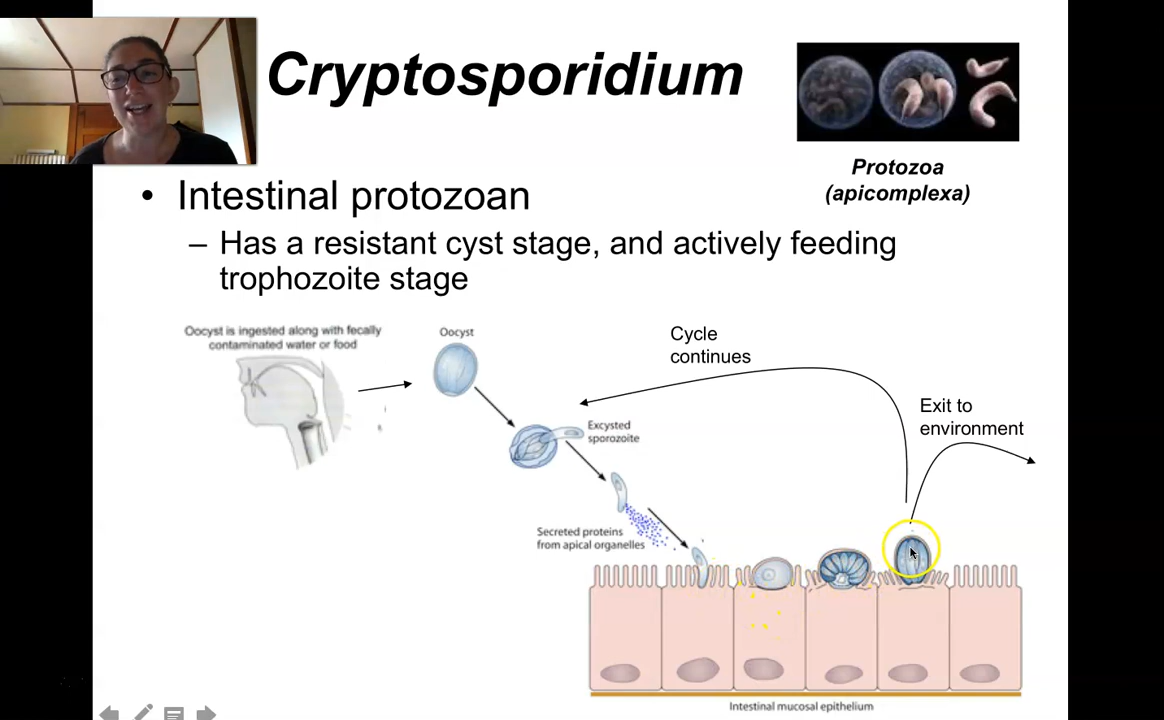 Cryptosporidium
Protozoa
(apicomplexa)
• Intestinal protozoan
– Has a resistant cyst stage, and actively feeding
trophozoite stage
Oocyst is ingested along with fecally
contaminated water or food
Oocyst
Cycle
continues
Exit to
environment
Excysted
sporozoite
Secreted proteins
from apical organelles
Intestinal mucosal epithelium